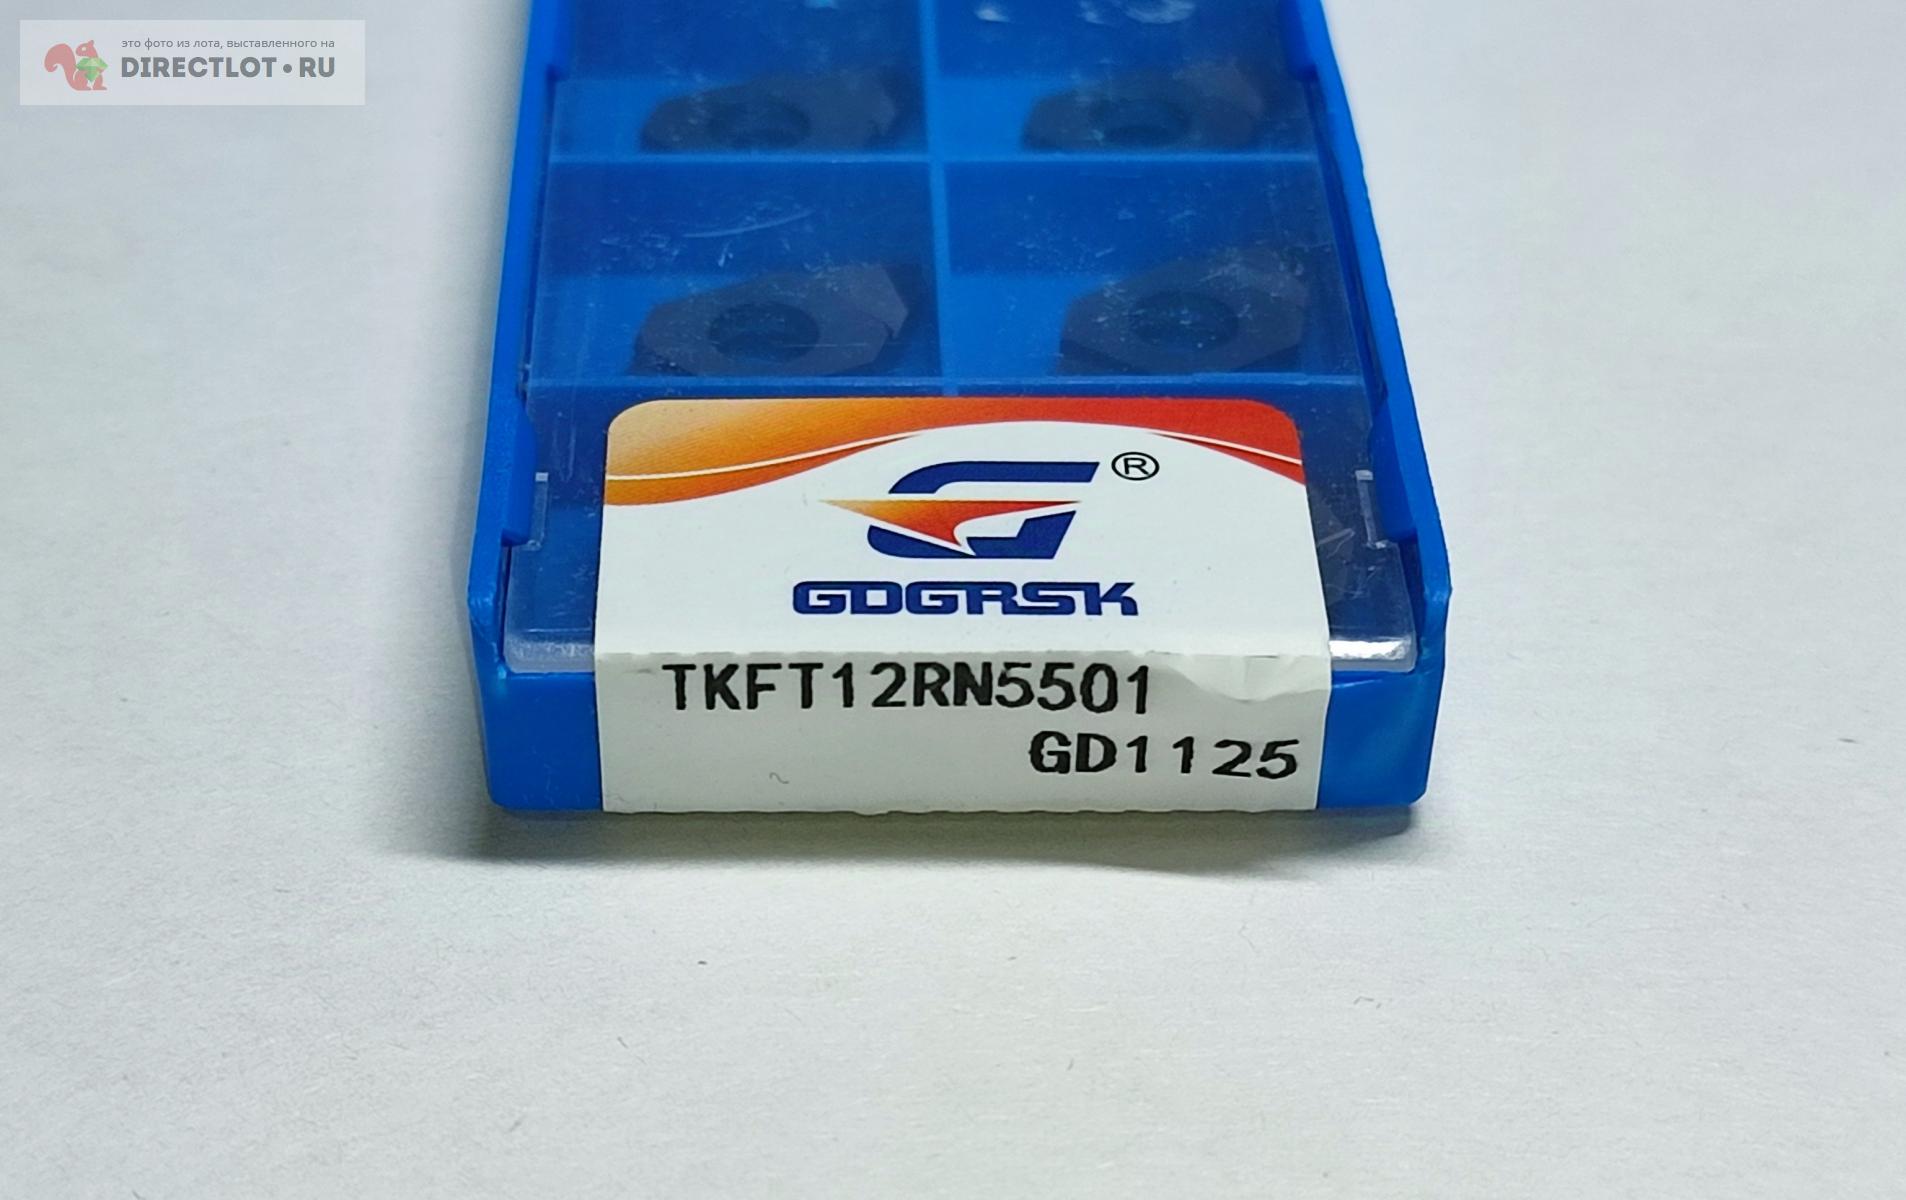 это фото из лота, выставленного на
DIRECTLOT•RU
®
GDGRSK
TKFT12RN5501
GD1125